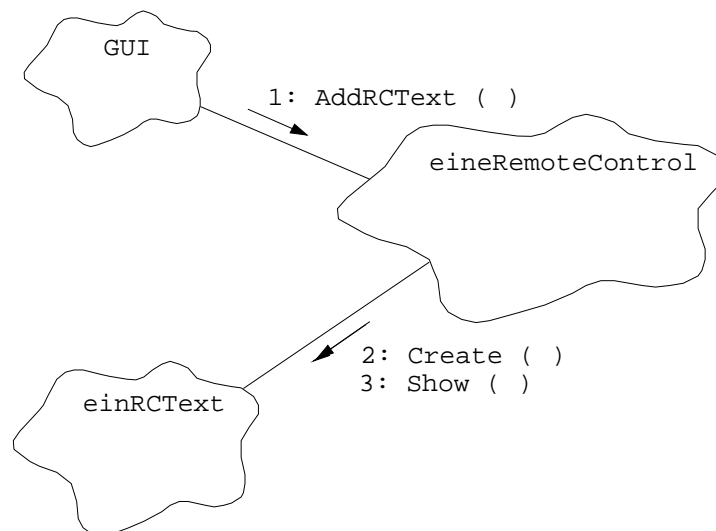 GUI
1: AddRCText ( )
eineRemoteControl
2: Create ( )
3: Show ( )
einRCText